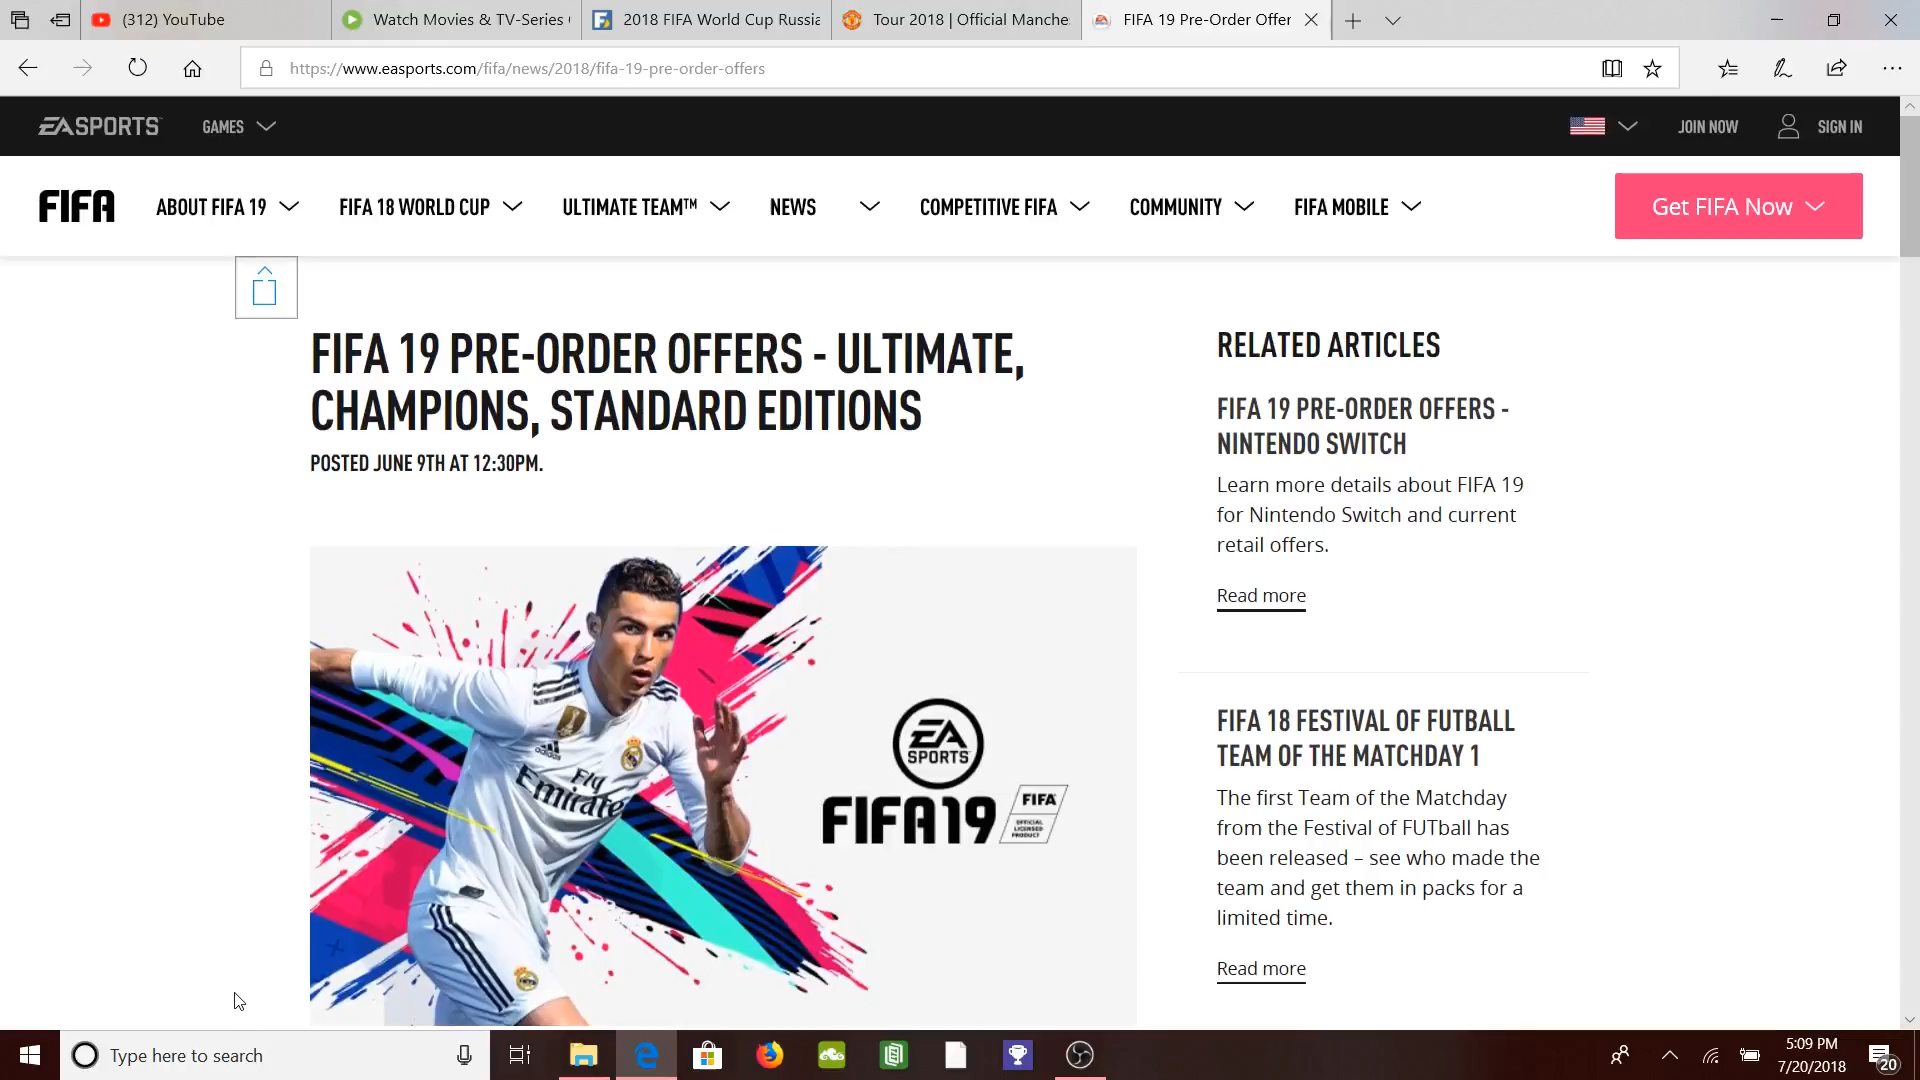 (312) YouTube
Watch Movies & TV-Series
2018 FIFA World Cup Russia
Tour 2018 | Official Manche
FIFA 19 Pre-Order Offer
https://www.easports.com/fifa/news/2018/fifa-19-pre-order-offers
EA SPORTS
GAMES
JOIN NOW
SIGN IN
FIFA
ABOUT FIFA 19
FIFA 18 WORLD CUP
ULTIMATE TEAM™
NEWS
COMPETITIVE FIFA
COMMUNITY
FIFA MOBILE
Get FIFA Now
FIFA 19 PRE-ORDER OFFERS - ULTIMATE,
CHAMPIONS, STANDARD EDITIONS
POSTED JUNE 9TH AT 12:30PM.
adidas
Fly
Emirates
EA
SPORTS
FIFA 19
FIFA
OFFICIAL
LICENSED
PRODUCT
RELATED ARTICLES
FIFA 19 PRE-ORDER OFFERS -
NINTENDO SWITCH
Learn more details about FIFA 19
for Nintendo Switch and current
retail offers.
Read more
FIFA 18 FESTIVAL OF FUTBALL
TEAM OF THE MATCHDAY 1
The first Team of the Matchday
from the Festival of FUTball has
been released – see who made the
team and get them in packs for a
limited time.
Read more
Type here to search
5:09 PM
7/20/2018
20